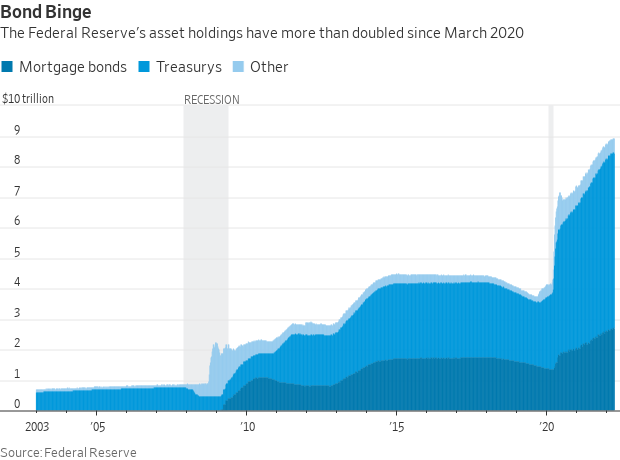 Bond Binge
The Federal Reserve's asset holdings have more than doubled since March 2020
Mortgage bonds Treasurys Other
$10 trillion RECESSION
9
8
7
6
5
4
3
2
1
0
2003 '05 '10 '15 '20
Source: Federal Reserve